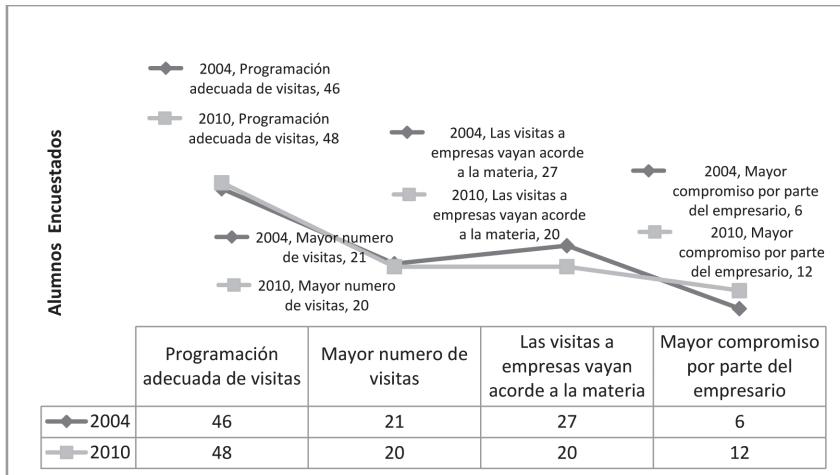 Alumnos Encuestados
2004, Programación
adecuada de visitas, 46
2010, Programación
adecuada de visitas, 48
2004, Mayor numero
de visitas, 21
2010, Mayor numero
de visitas, 20
2004, Las visitas a
empresas vayan acorde
a la materia, 27
2010, Las visitas a
empresas vayan acorde
a la materia, 20
2004, Mayor
compromiso por parte
del empresario, 6
2010, Mayor
compromiso por parte
del empresario, 12
Programación
adecuada de visitas
Mayor numero de
visitas
Las visitas a
empresas vayan
acorde a la materia
Mayor compromiso
por parte del
empresario
2004 46 21 27 6
2010 48 20 20 12